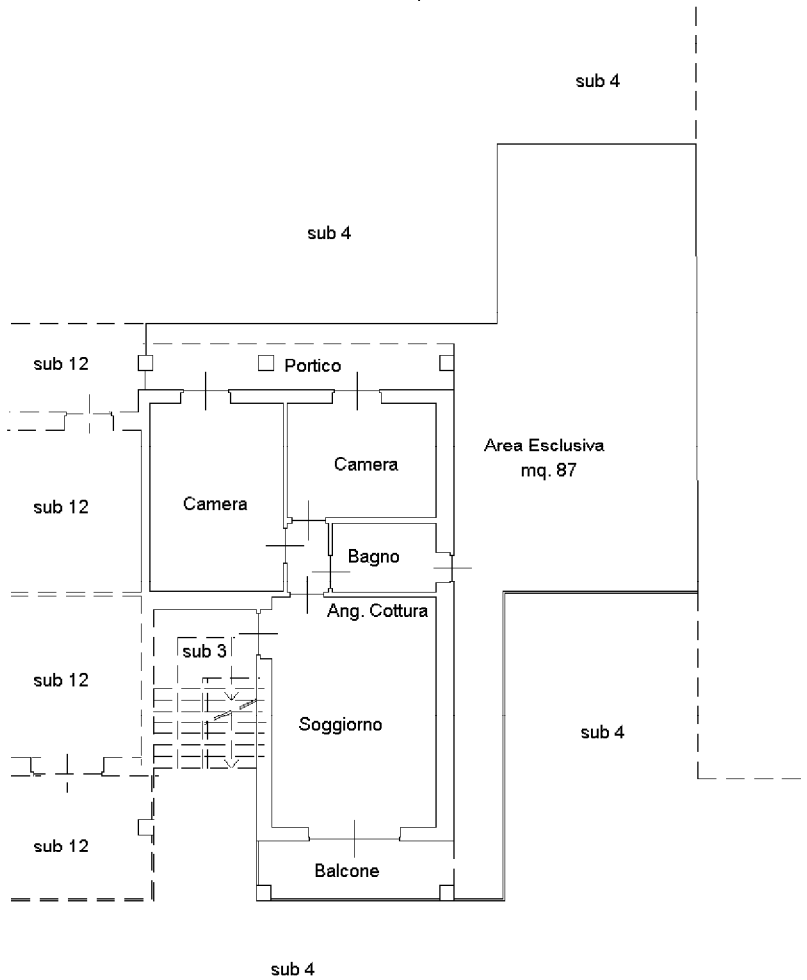 sub 4
sub 4
sub 12
Portico
Area Esclusiva
mq. 87
Camera
Camera
sub 12
Bagno
Ang. Cottura
sub 3
sub 12
Soggiorno
sub 4
sub 12
Balcone
sub 4